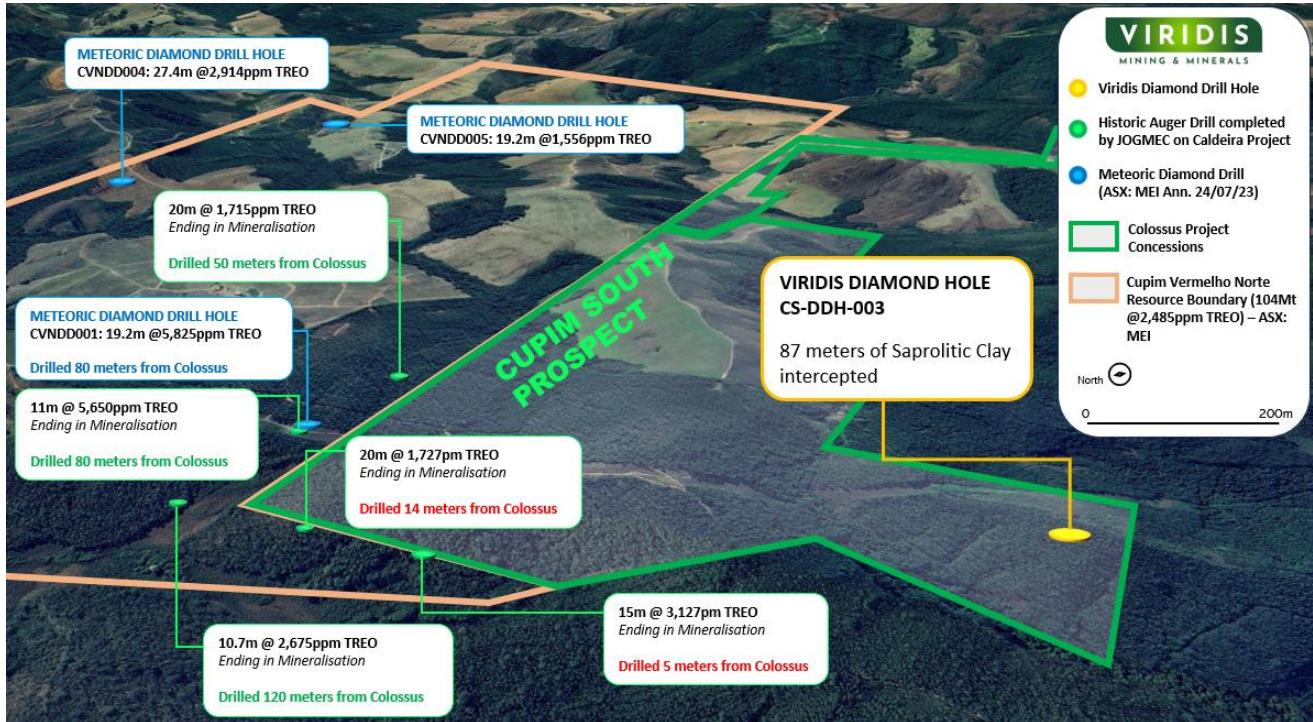 METEORIC DIAMOND DRILL HOLE
CVNDD004: 27.4m @2,914ppm TREO
METEORIC DIAMOND DRILL HOLE
CVNDD005: 19.2m @1,556ppm TREO
20m @ 1,715ppm TREO
Ending in Mineralisation
Drilled 50 meters from Colossus
METEORIC DIAMOND DRILL HOLE
CVNDD001: 19.2m @5,825ppm TREO
Drilled 80 meters from Colossus
11m @ 5,650ppm TREO
Ending in Mineralisation
Drilled 80 meters from Colossus
20m @ 1,727pm TREO
Ending in Mineralisation
Drilled 14 meters from Colossus
10.7m @ 2,675ppm TREO
Ending in Mineralisation
Drilled 120 meters from Colossus
15m @ 3,127pm TREO
Ending in Mineralisation
Drilled 5 meters from Colossus
CUPIM SOUTH
PROSPECT
VIRIDIS DIAMOND HOLE
CS-DDH-003
87 meters of Saprolitic Clay
intercepted
VIRIDIS
MINING & MINERALS
Viridis Diamond Drill Hole
Historic Auger Drill completed
by JOGMEC on Caldeira Project
Meteoric Diamond Drill
(ASX: MEI Ann. 24/07/23)
Colossus Project
Concessions
Cupim Vermelho Norte
Resource Boundary (104Mt
@2,485ppm TREO) – ASX:
MEI
North
0 200m